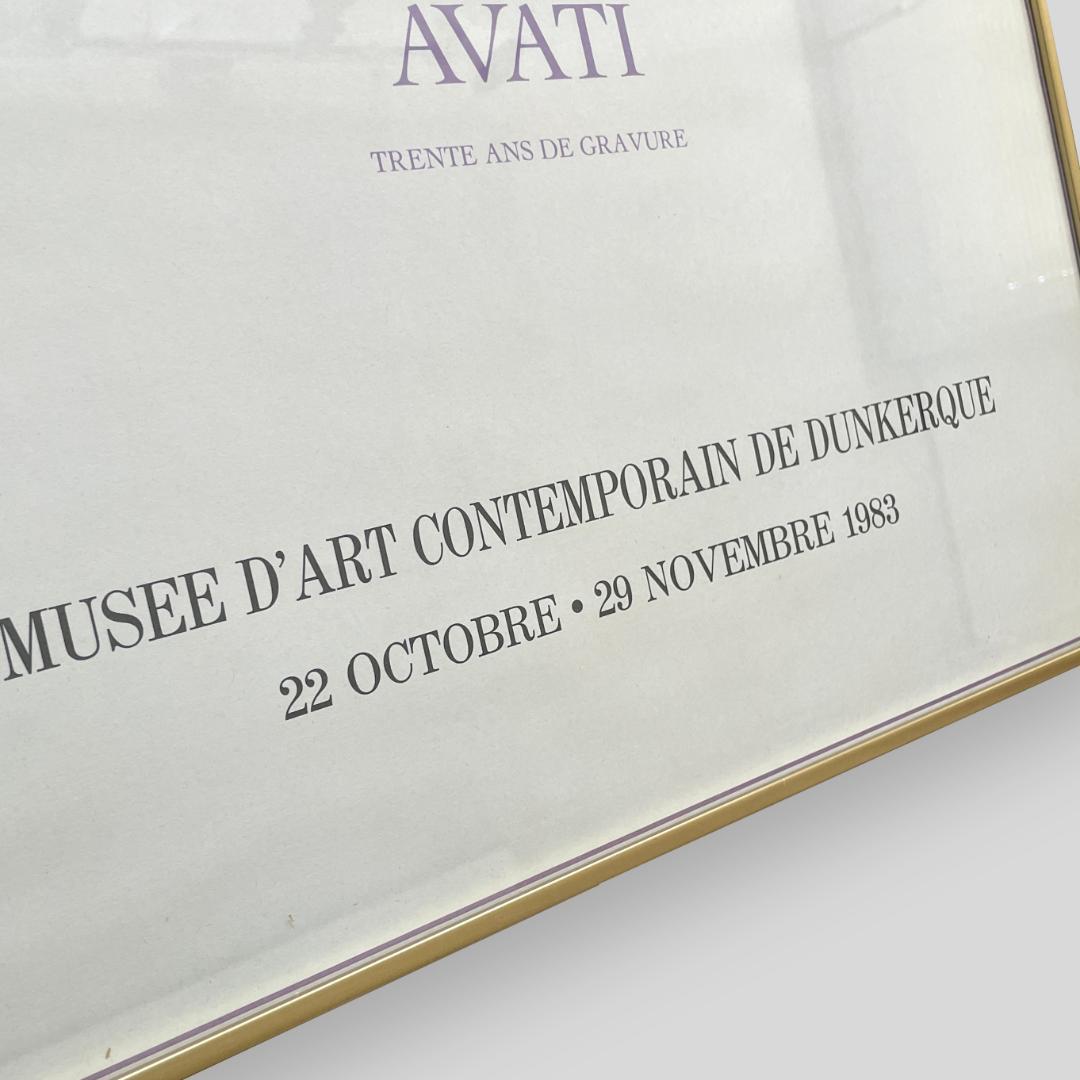 AVATI
TRENTE ANS DE GRAVURE
MUSEE D'ART CONTEMPORAIN DE DUNKERQUE
22 OCTOBRE • 29 NOVEMBRE 1983